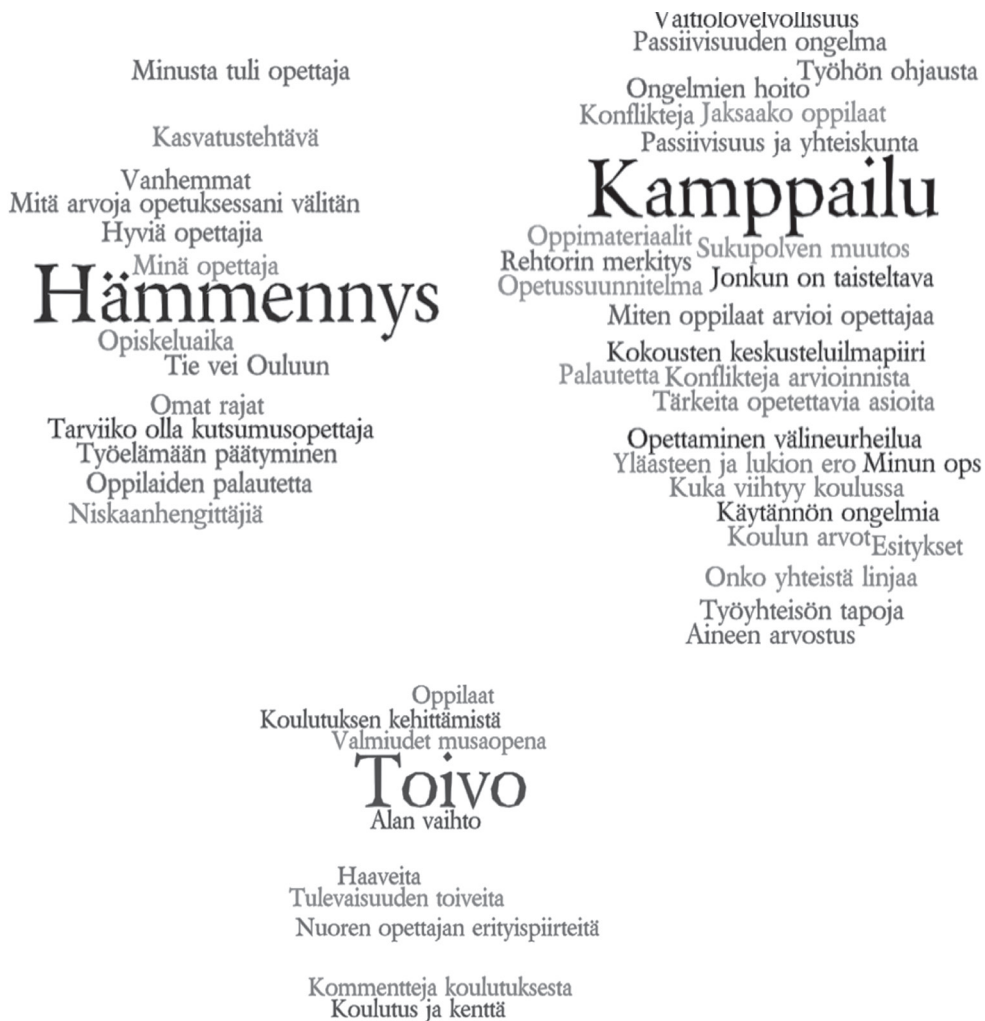 Minusta tuli opettaja
Kasvatustehtävä
Vanhemmat
Mitä arvoja opetuksessani välitän
Hyviä opettajia
Minä opettaja
Hämmennys
Opiskeluaika
Tie vei Ouluun
Omat rajat
Tarviiko olla kutsumusopettaja
Työelämään päätyminen
Oppilaiden palautetta
Niskaanhengittäjiä
Vaitiolovelvollisuus
Passiivisuuden ongelma
Työhön ohjausta
Ongelmien hoito
Konflikteja Jaksaako oppilaat
Passiivisuus ja yhteiskunta
Kamppailu
Oppimateriaalit Sukupolven muutos
Rehtorin merkitys
Opetussuunnitelma Jonkun on taisteltava
Miten oppilaat arvioi opettajaa
Kokousten keskusteluilmapiiri
Palautetta Konflikteja arvioinnista
Tärkeita opetettavia asioita
Opettaminen välineurheilua
Yläasteen ja lukion ero Minun ops
Kuka viihtyy koulussa
Käytännön ongelmia
Koulun arvot Esitykset
Onko yhteistä linjaa
Työyhteisön tapoja
Aineen arvostus
Oppilaat
Koulutuksen kehittämistä
Valmiudet musaopena
Toivo
Alan vaihto
Haaveita
Tulevaisuuden toiveita
Nuoren opettajan erityispiirteitä
Kommentteja koulutuksesta
Koulutus ja kenttä